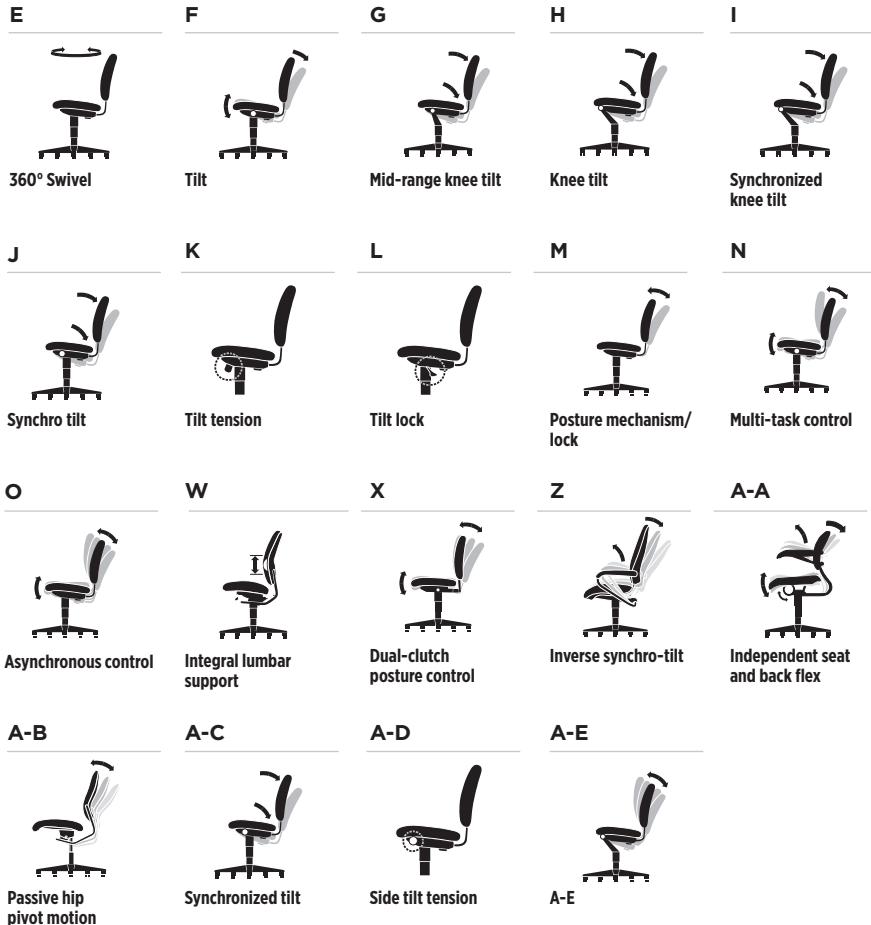 E
F
G
H
I
360° Swivel
Tilt
Mid-range knee tilt
Knee tilt
Synchronized
knee tilt
J
K
L
M
N
Synchro tilt
Tilt tension
Tilt lock
Posture mechanism/
lock
Multi-task control
O
W
X
Z
A-A
Asynchronous control
Integral lumbar
support
Dual-clutch
posture control
Inverse synchro-tilt
Independent seat
and back flex
A-B
A-C
A-D
A-E
Passive hip
pivot motion
Synchronized tilt
Side tilt tension
A-E